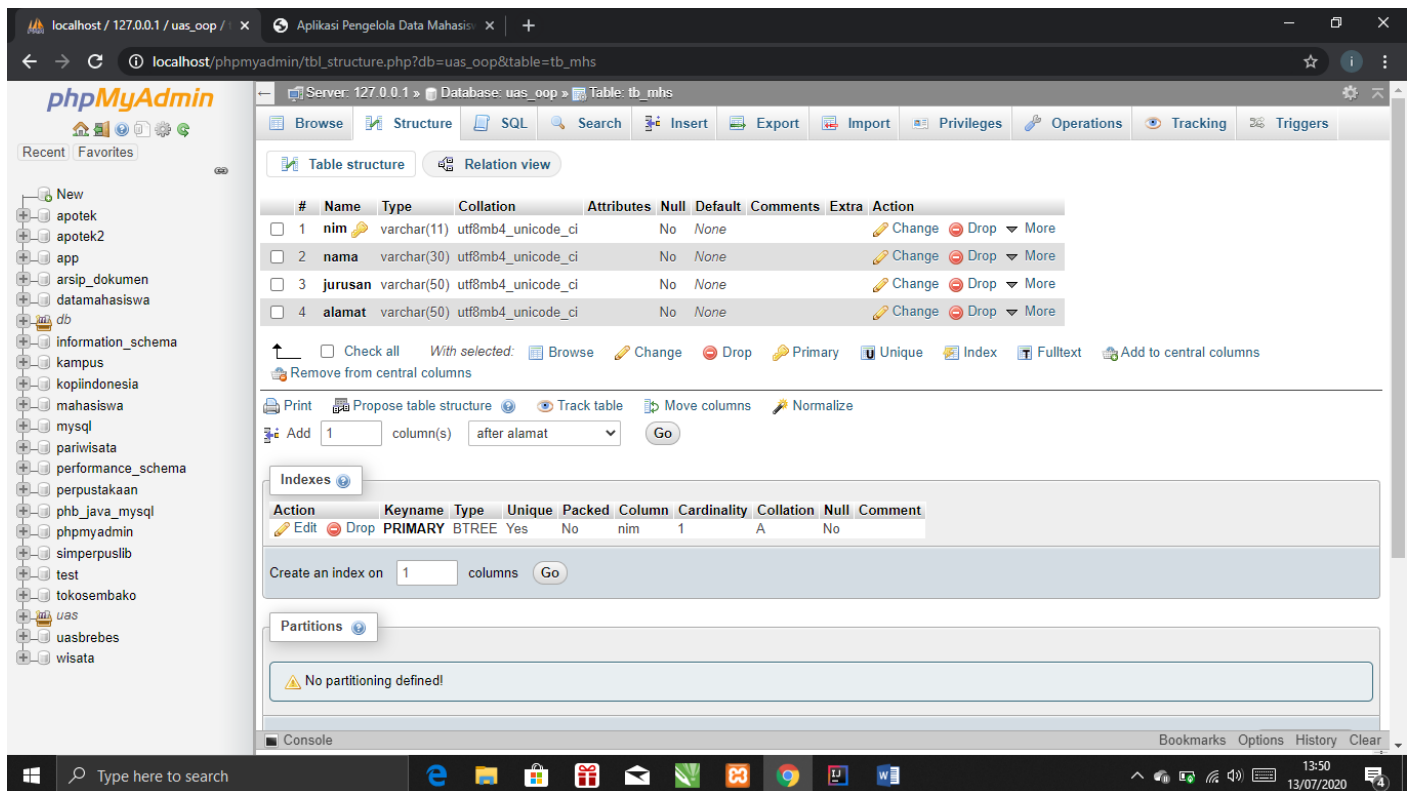 localhost / 127.0.0.1 / uas_oop / t
Aplikasi Pengelola Data Mahasisw
localhost/phpmyadmin/tbl_structure.php?db=uas_oop&table=tb_mhs
i
phpMyAdmin
Recent Favorites
New
apotek
apotek2
app
arsip_dokumen
datamahasiswa
db
information_schema
kampus
kopiindonesia
mahasiswa
mysql
pariwisata
performance_schema
perpustakaan
phb_java_mysql
phpmyadmin
simperpuslib
test
tokosembako
uas
uasbrebes
wisata
Server: 127.0.0.1 » Database: uas_oop » Table: tb_mhs
Browse Structure SQL Search Insert Export Import Privileges Operations Tracking Triggers
Table structure Relation view
# Name Type Collation Attributes Null Default Comments Extra Action
1 nim varchar(11) utf8mb4_unicode_ci No None Change Drop More
2 nama varchar(30) utf8mb4_unicode_ci No None Change Drop More
3 jurusan varchar(50) utf8mb4_unicode_ci No None Change Drop More
4 alamat varchar(50) utf8mb4_unicode_ci No None Change Drop More
Check all With selected: Browse Change Drop Primary Unique Index Fulltext Add to central columns
Remove from central columns
Print Propose table structure Track table Move columns Normalize
Add 1 column(s) after alamat Go
Indexes
Action Keyname Type Unique Packed Column Cardinality Collation Null Comment
Edit Drop PRIMARY BTREE Yes No nim 1 A No
Create an index on 1 columns Go
Partitions
No partitioning defined!
Console Bookmarks Options History Clear
Type here to search
13:50
13/07/2020
4